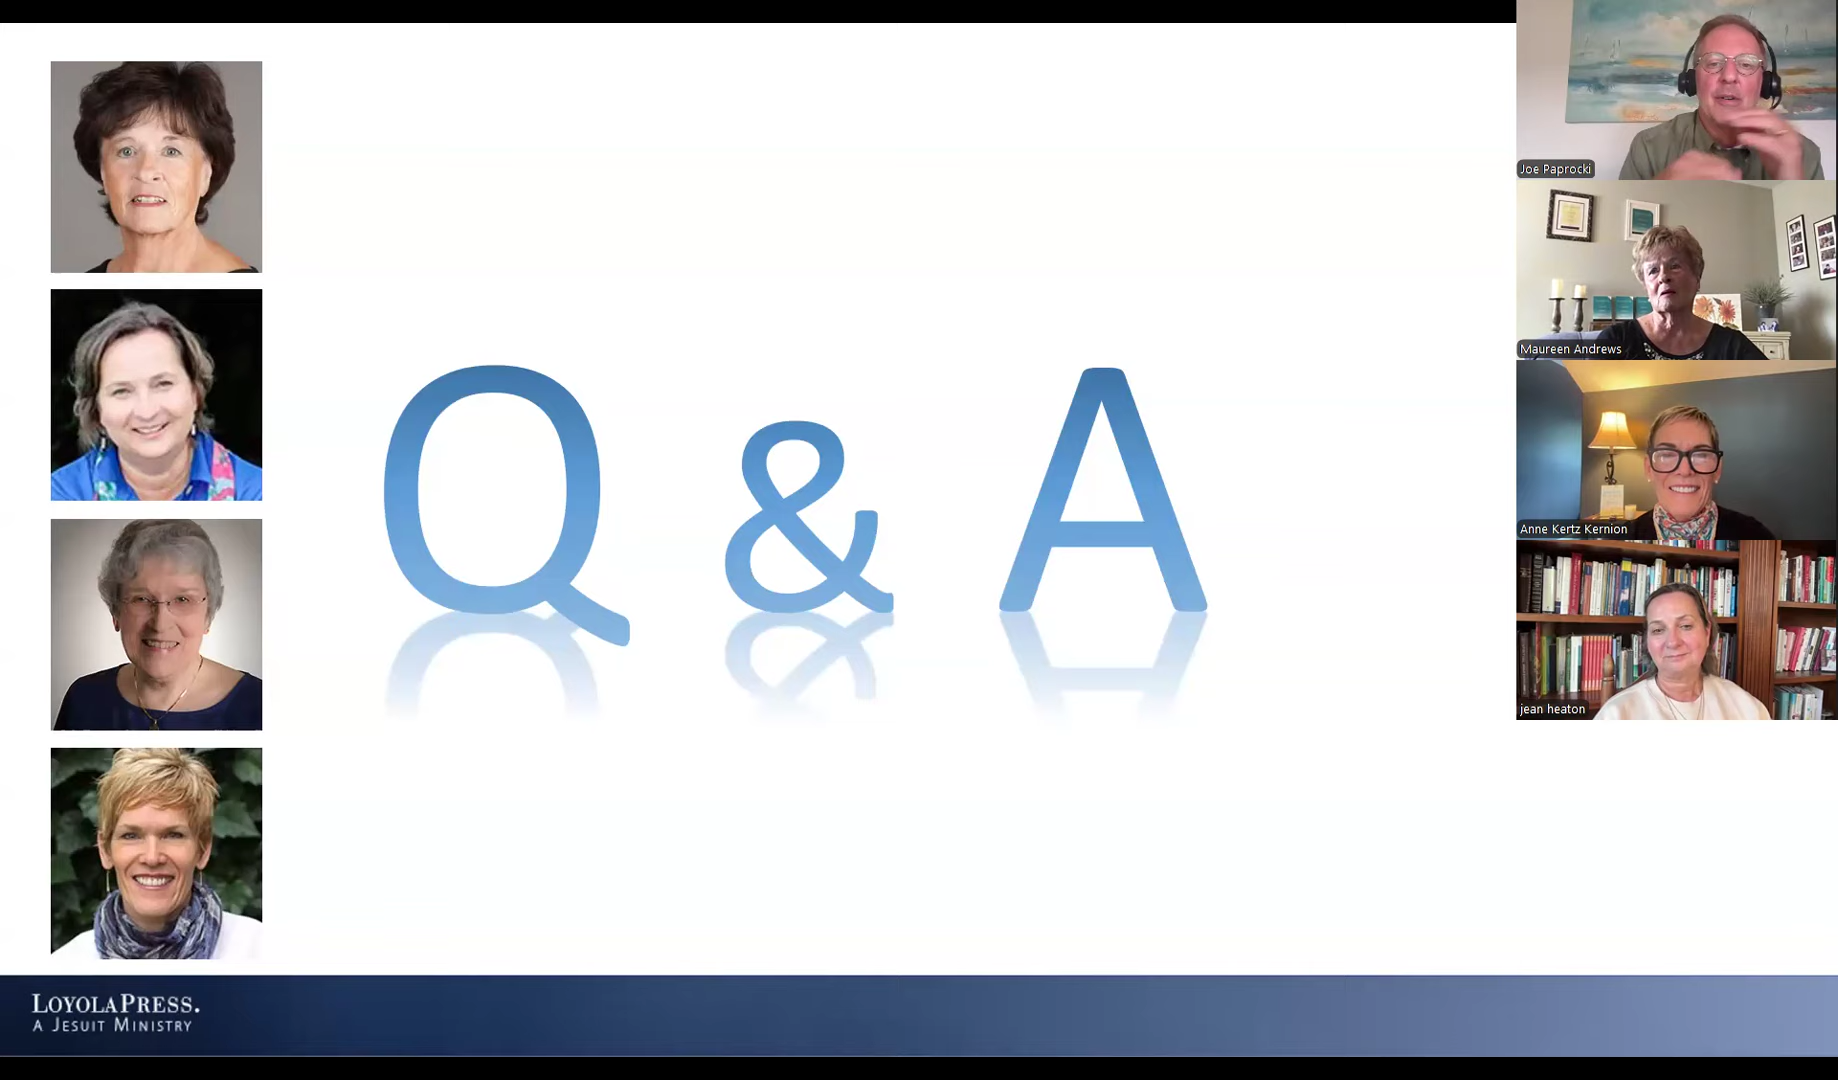 Q & A
Joe Paprocki
Maureen Andrews
Anne Kertz Kernion
jean heaton
LOYOLAPRESS.
A JESUIT MINISTRY